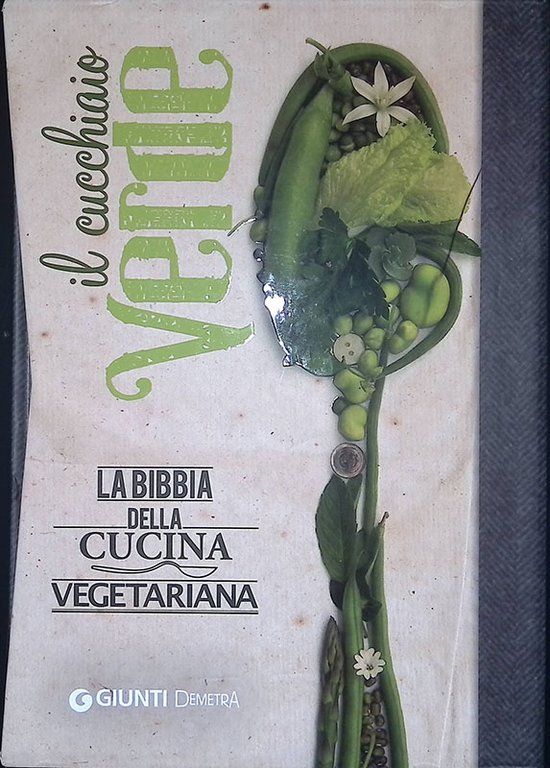 il cucchiaio
Verde
LA BIBBIA
DELLA
CUCINA
VEGETARIANA
GIUNTI DEMETRA